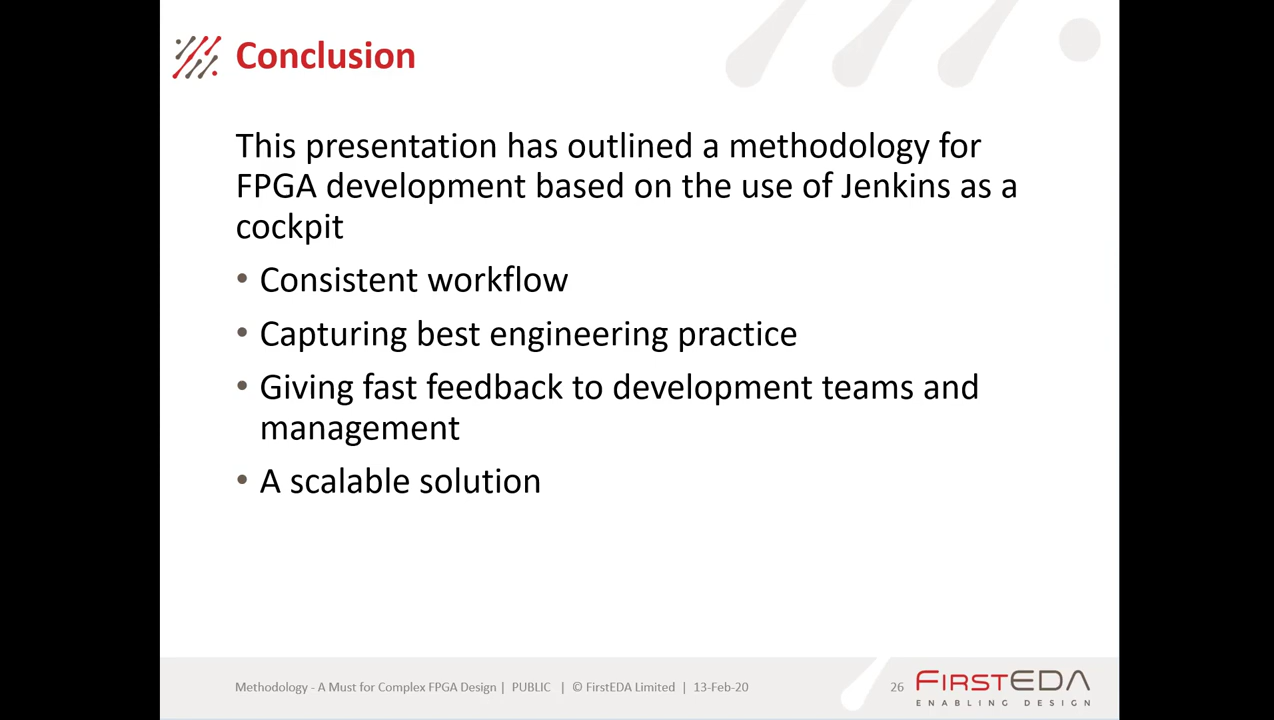 Conclusion
This presentation has outlined a methodology for
FPGA development based on the use of Jenkins as a
cockpit
• Consistent workflow
• Capturing best engineering practice
• Giving fast feedback to development teams and
management
• A scalable solution
Methodology - A Must for Complex FPGA Design | PUBLIC | © FirstEDA Limited | 13-Feb-20
26
FIRSTEDA
ENABLING DESIGN